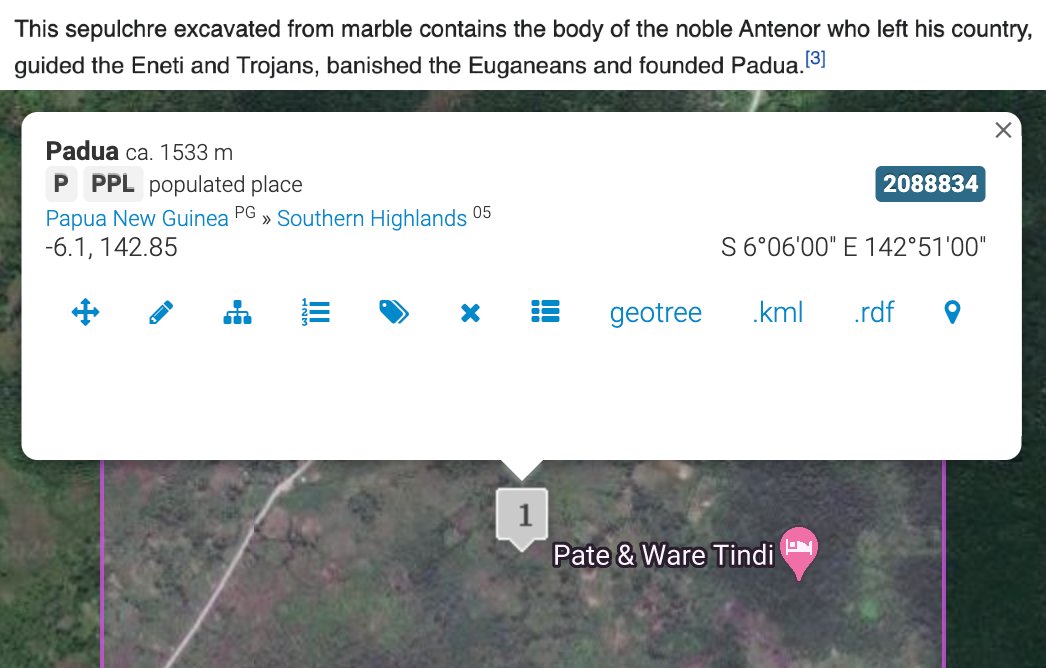 This sepulchre excavated from marble contains the body of the noble Antenor who left his country,
guided the Eneti and Trojans, banished the Euganeans and founded Padua.[3]
Padua ca. 1533 m
P PPL populated place 2088834
Papua New Guinea PG » Southern Highlands 05
-6.1, 142.85 S 6°06'00" E 142°51'00"
geotree .kml .rdf
1
Pate & Ware Tindi